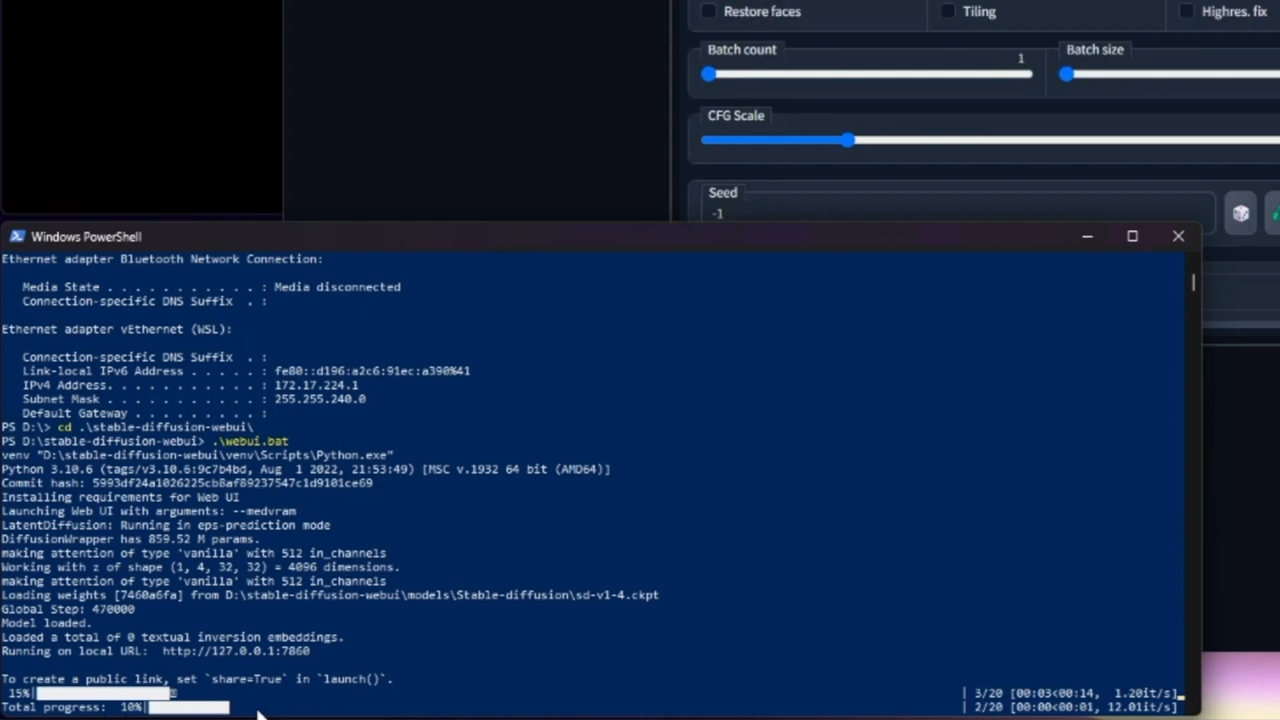 Restore faces
Tiling
Highres. fix
Batch count
1
Batch size
CFG Scale
Seed
-1
Windows PowerShell
Ethernet adapter Bluetooth Network Connection:
Media State . . . . . . . . . . . : Media disconnected
Connection-specific DNS Suffix  . :
Ethernet adapter vEthernet (WSL):
Connection-specific DNS Suffix  . :
Link-local IPv6 Address . . . . . : fe80::d196:a2c6:91ec:a390%41
IPv4 Address. . . . . . . . . . . : 172.17.224.1
Subnet Mask . . . . . . . . . . . : 255.255.240.0
Default Gateway . . . . . . . . . :
PS D:\> cd .\stable-diffusion-webui\
PS D:\stable-diffusion-webui> .\webui.bat
venv "D:\stable-diffusion-webui\venv\Scripts\Python.exe"
Python 3.10.6 (tags/v3.10.6:9c7b4bd, Aug  1 2022, 21:53:49) [MSC v.1932 64 bit (AMD64)]
Commit hash: 5993df24a1026225cb8af89237547c1d9101ce69
Installing requirements for Web UI
Launching Web UI with arguments: --medvram
LatentDiffusion: Running in eps-prediction mode
DiffusionWrapper has 859.52 M params.
making attention of type 'vanilla' with 512 in_channels
Working with z of shape (1, 4, 32, 32) = 4096 dimensions.
making attention of type 'vanilla' with 512 in_channels
Loading weights [7460a6fa] from D:\stable-diffusion-webui\models\Stable-diffusion\sd-v1-4.ckpt
Global Step: 470000
Model loaded.
Loaded a total of 0 textual inversion embeddings.
Running on local URL:  http://127.0.0.1:7860
To create a public link, set `share=True` in `launch()`.
15%| | 3/20 [00:03<00:14,  1.20it/s]
Total progress:  10%| | 2/20 [00:00<00:01, 12.01it/s]